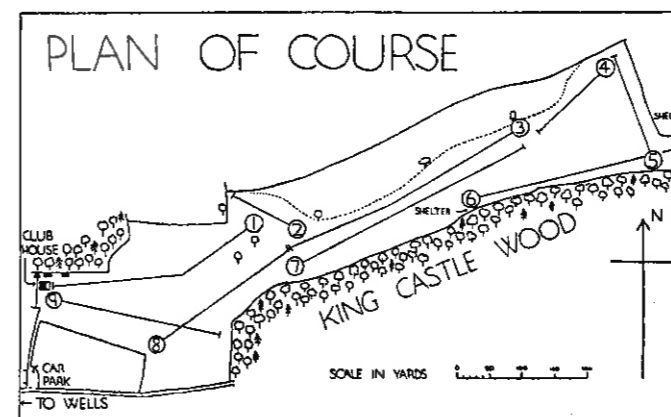 PLAN OF COURSE
4
3
SHEL
5
6
SHELTER
1
2
N
CLUB
HOUSE
7
KING CASTLE WOOD
9
8
CAR
PARK
SCALE IN YARDS
← TO WELLS